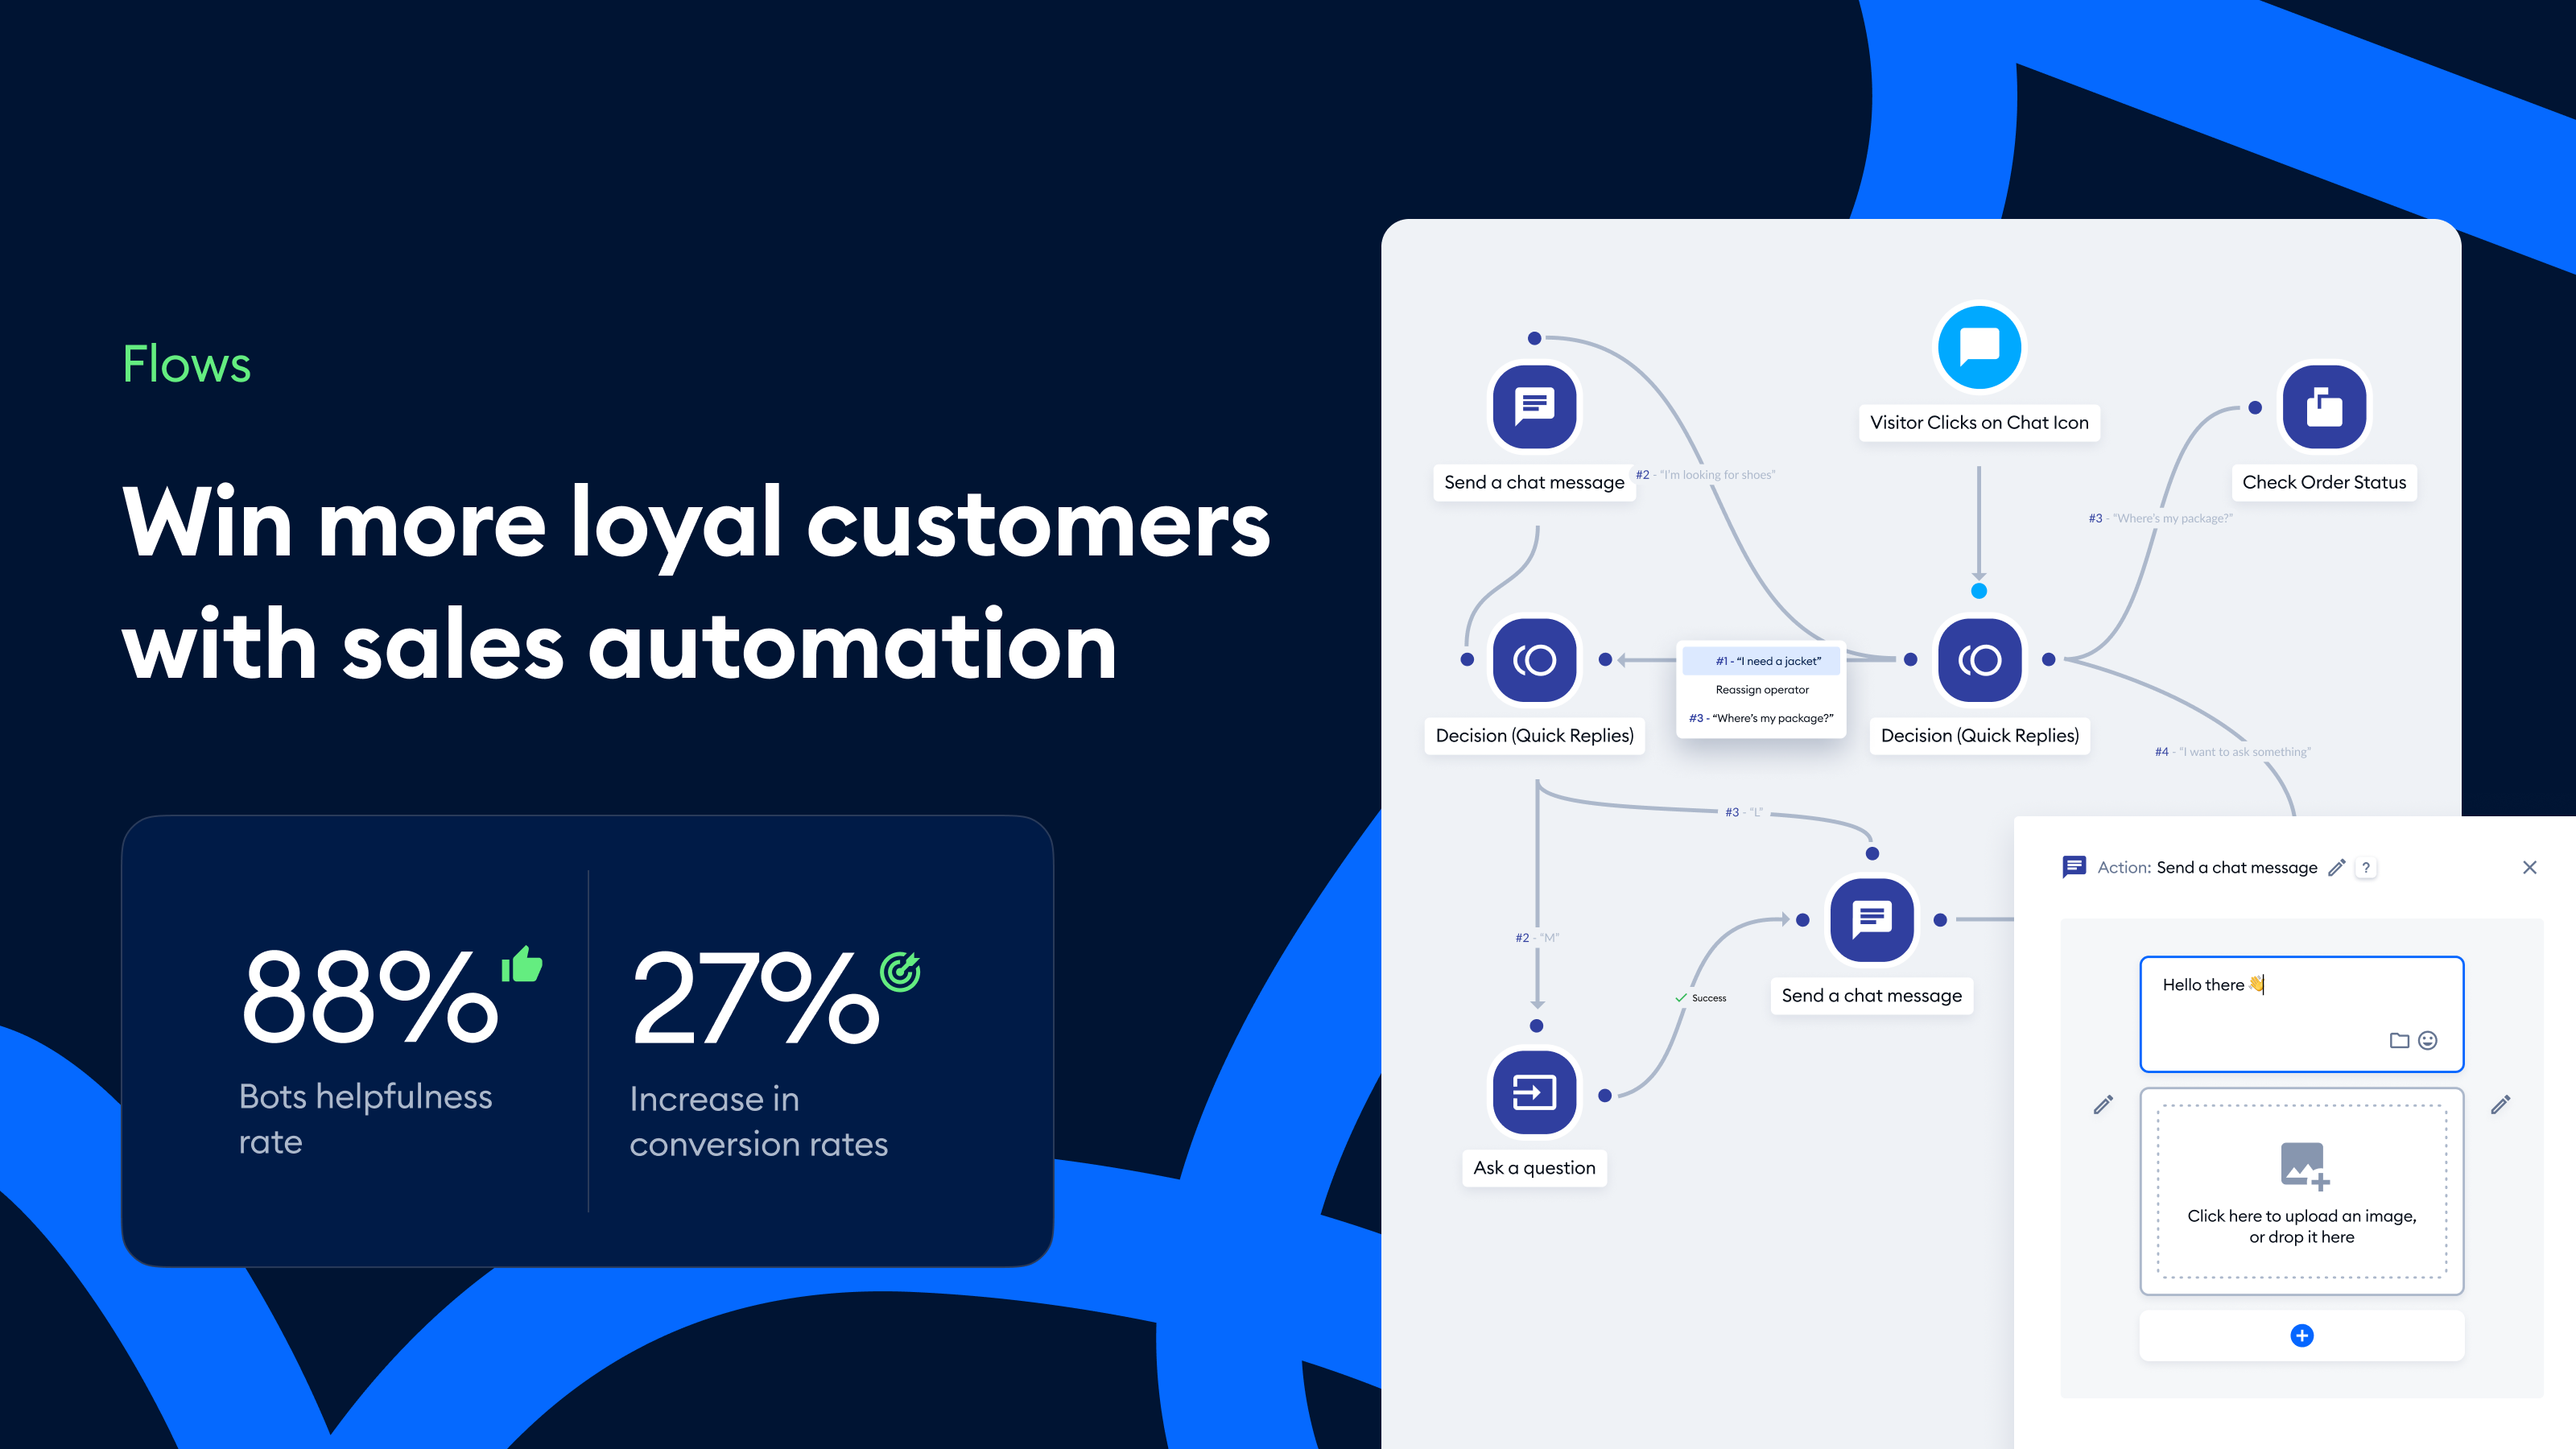 Flows
Win more loyal customers
with sales automation
88%
Bots helpfulness
rate
27%
Increase in
conversion rates
Visitor Clicks on Chat Icon
Send a chat message
#2 - “I’m looking for shoes”
Check Order Status
#3 - “Where’s my package?”
#1 - “I need a jacket”
Reassign operator
#3 - “Where’s my package?”
Decision (Quick Replies)
Decision (Quick Replies)
#4 - “I want to ask something”
#3 - “L”
#2 - “M”
Success
Send a chat message
Ask a question
Action: Send a chat message ?
Hello there 👋
Click here to upload an image,
or drop it here